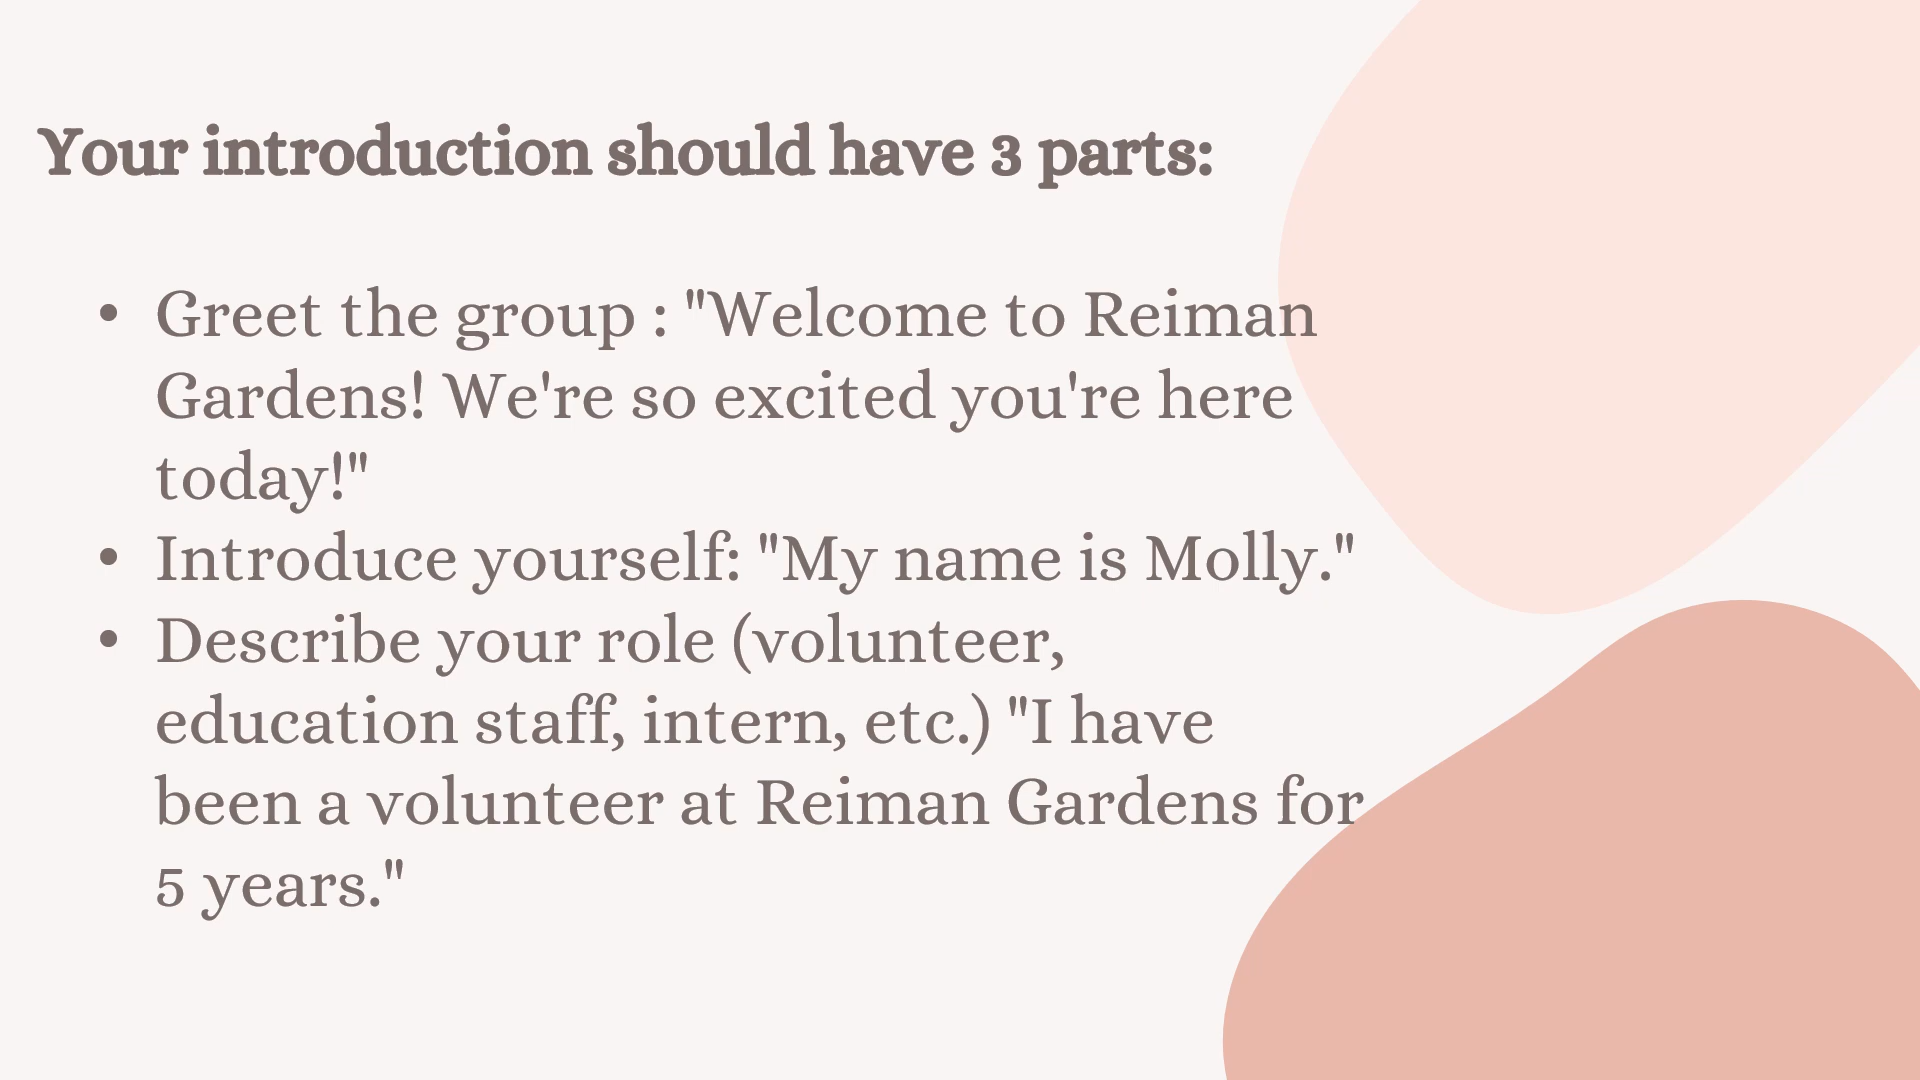 Your introduction should have 3 parts:
• Greet the group : "Welcome to Reiman
Gardens! We're so excited you're here
today!"
• Introduce yourself: "My name is Molly."
• Describe your role (volunteer,
education staff, intern, etc.) "I have
been a volunteer at Reiman Gardens for
5 years."